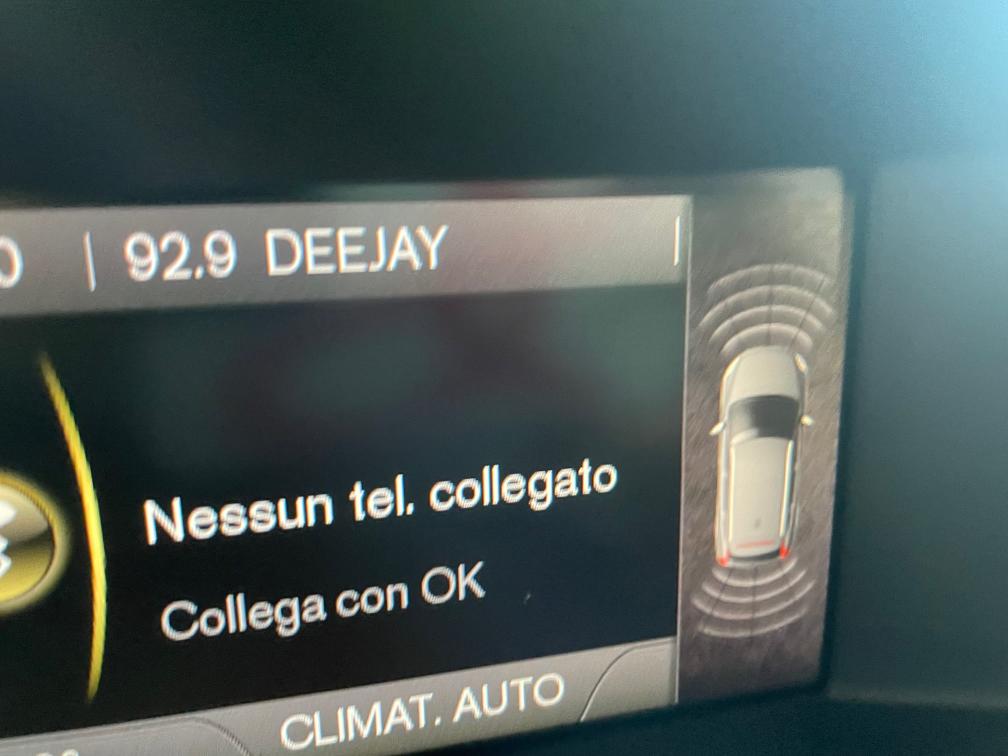 92.9 DEEJAY
Nessun tel. collegato
Collega con OK
CLIMAT. AUTO